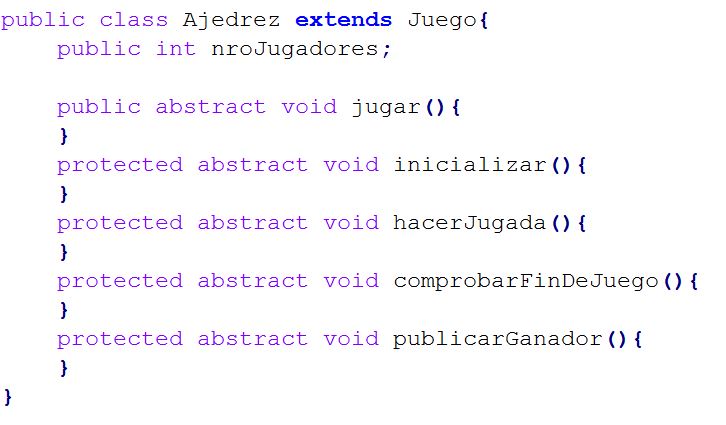 public class Ajedrez extends Juego{
    public int nroJugadores;

    public abstract void jugar(){
    }
    protected abstract void inicializar(){
    }
    protected abstract void hacerJugada(){
    }
    protected abstract void comprobarFinDeJuego(){
    }
    protected abstract void publicarGanador(){
    }
}